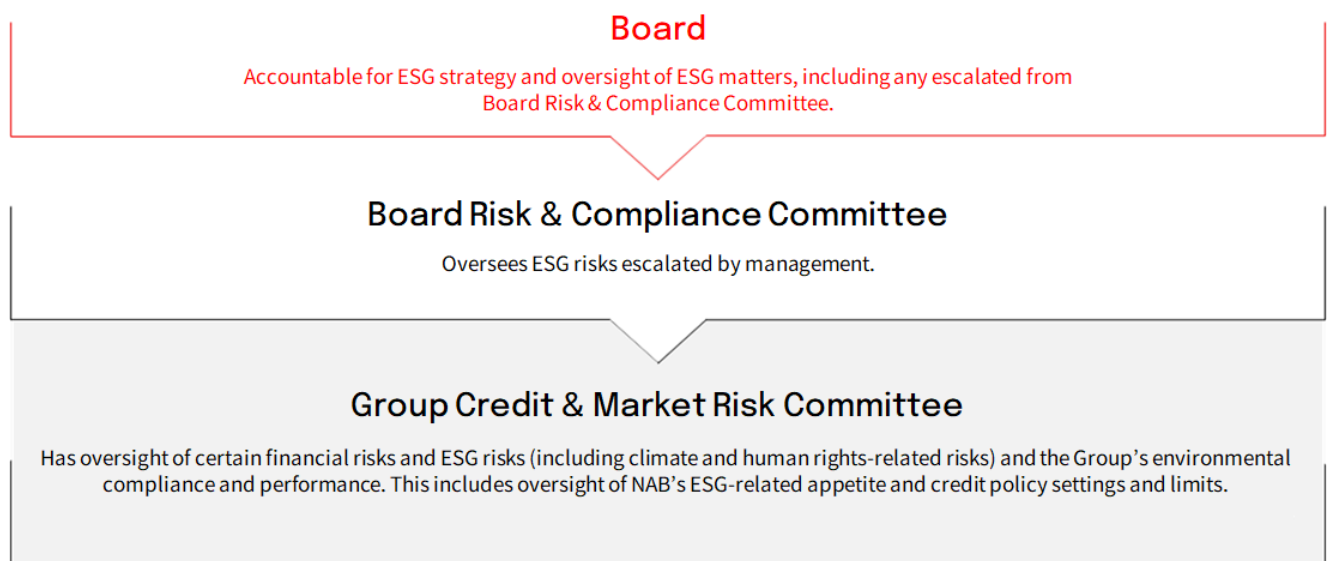 Board
Accountable for ESG strategy and oversight of ESG matters, including any escalated from
Board Risk & Compliance Committee.
Board Risk & Compliance Committee
Oversees ESG risks escalated by management.
Group Credit & Market Risk Committee
Has oversight of certain financial risks and ESG risks (including climate and human rights-related risks) and the Group’s environmental
compliance and performance. This includes oversight of NAB’s ESG-related appetite and credit policy settings and limits.